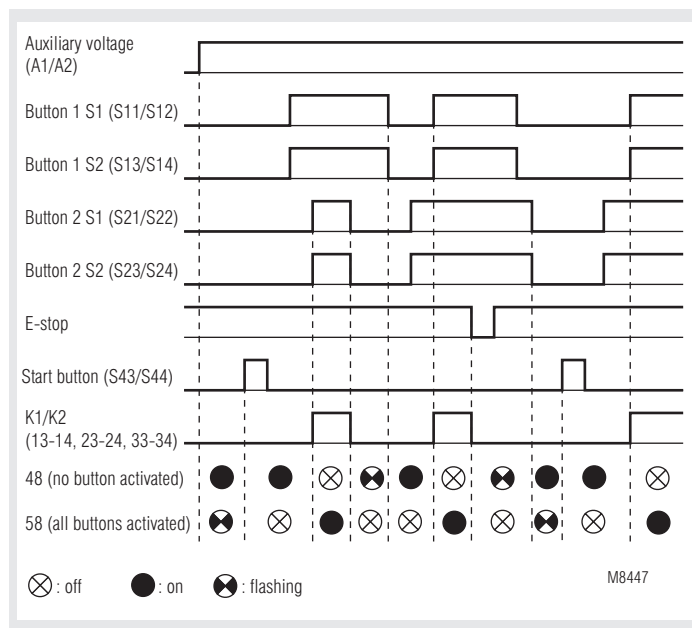 Auxiliary voltage
(A1/A2)
Button 1 S1 (S11/S12)
Button 1 S2 (S13/S14)
Button 2 S1 (S21/S22)
Button 2 S2 (S23/S24)
E-stop
Start button (S43/S44)
K1/K2
(13-14, 23-24, 33-34)
48 (no button activated)
58 (all buttons activated)
: off : on : flashing
M8447